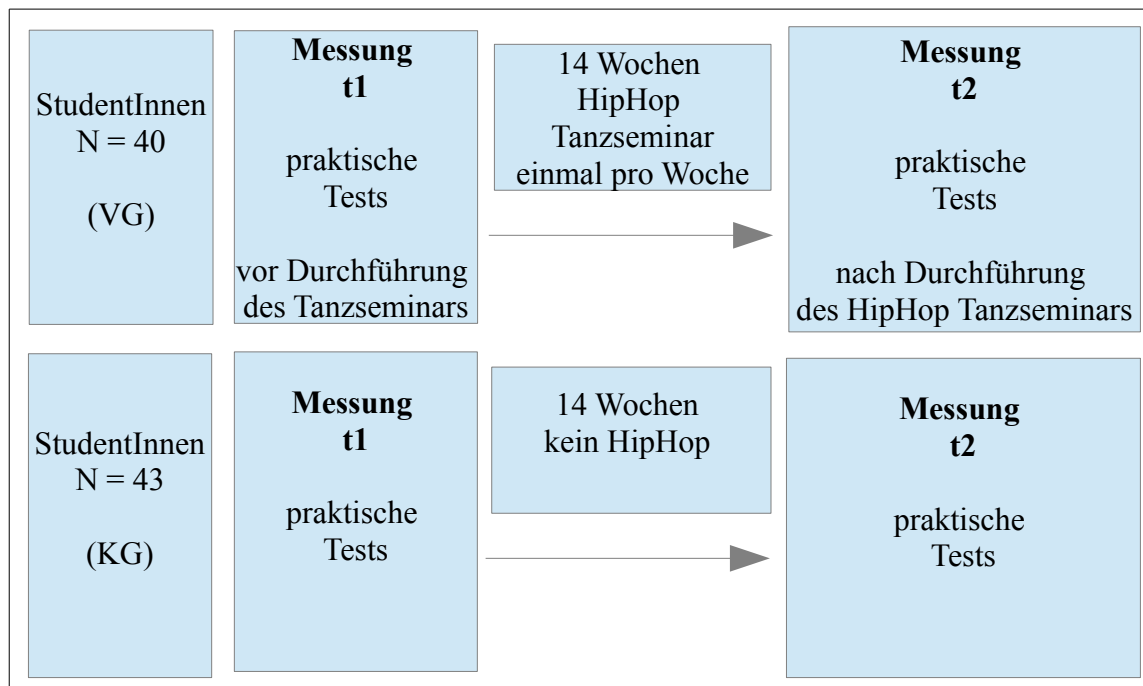 StudentInnen
N = 40
(VG)
Messung
t1
praktische
Tests
vor Durchführung
des Tanzseminars
14 Wochen
HipHop
Tanzseminar
einmal pro Woche
Messung
t2
praktische
Tests
nach Durchführung
des HipHop Tanzseminars
StudentInnen
N = 43
(KG)
Messung
t1
praktische
Tests
14 Wochen
kein HipHop
Messung
t2
praktische
Tests